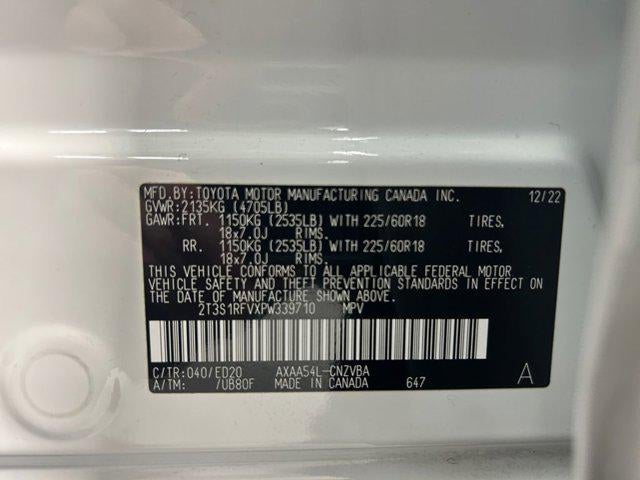 MFD.BY:TOYOTA MOTOR MANUFACTURING CANADA INC. 12/22
GVWR:2135KG (4705LB)
GAWR:FRT. 1150KG (2535LB) WITH 225/60R18 TIRES,
18x7.0J RIMS.
RR. 1150KG (2535LB) WITH 225/60R18 TIRES,
18x7.0J RIMS.
THIS VEHICLE CONFORMS TO ALL APPLICABLE FEDERAL MOTOR
VEHICLE SAFETY AND THEFT PREVENTION STANDARDS IN EFFECT
ON THE DATE OF MANUFACTURE SHOWN ABOVE.
2T3S1RFVXPW339710 MPV
C/TR:040/ED20 AXAA54L-CNZVBA
A/TM: /UB80F MADE IN CANADA 647 A